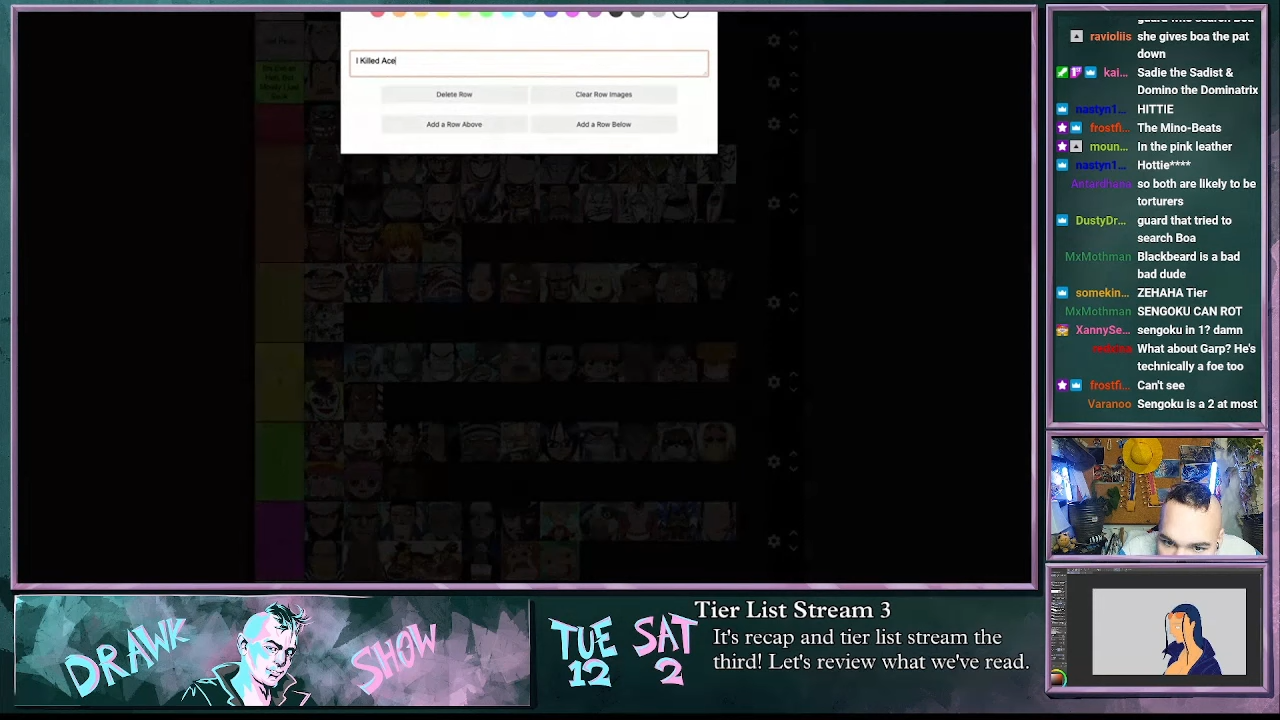 I Killed Ace
Delete Row
Clear Row Images
Add a Row Above
Add a Row Below
ravioliis she gives boa the pat
down
kai... Sadie the Sadist &
Domino the Dominatrix
nastyn1... HITTIE
frostfi... The Mino-Beats
moun... In the pink leather
nastyn1... Hottie****
Antardhana so both are likely to be
torturers
DustyDr... guard that tried to
search Boa
MxMothman Blackbeard is a bad
bad dude
somekin... ZEHAHA Tier
MxMothman SENGOKU CAN ROT
XannySe... sengoku in 1? damn
What about Garp? He's
technically a foe too
frostfi... Can't see
Varanoo Sengoku is a 2 at most
DRAWK
SHOW
TUE
12
SAT
2
Tier List Stream 3
It's recap and tier list stream the
third! Let's review what we've read.